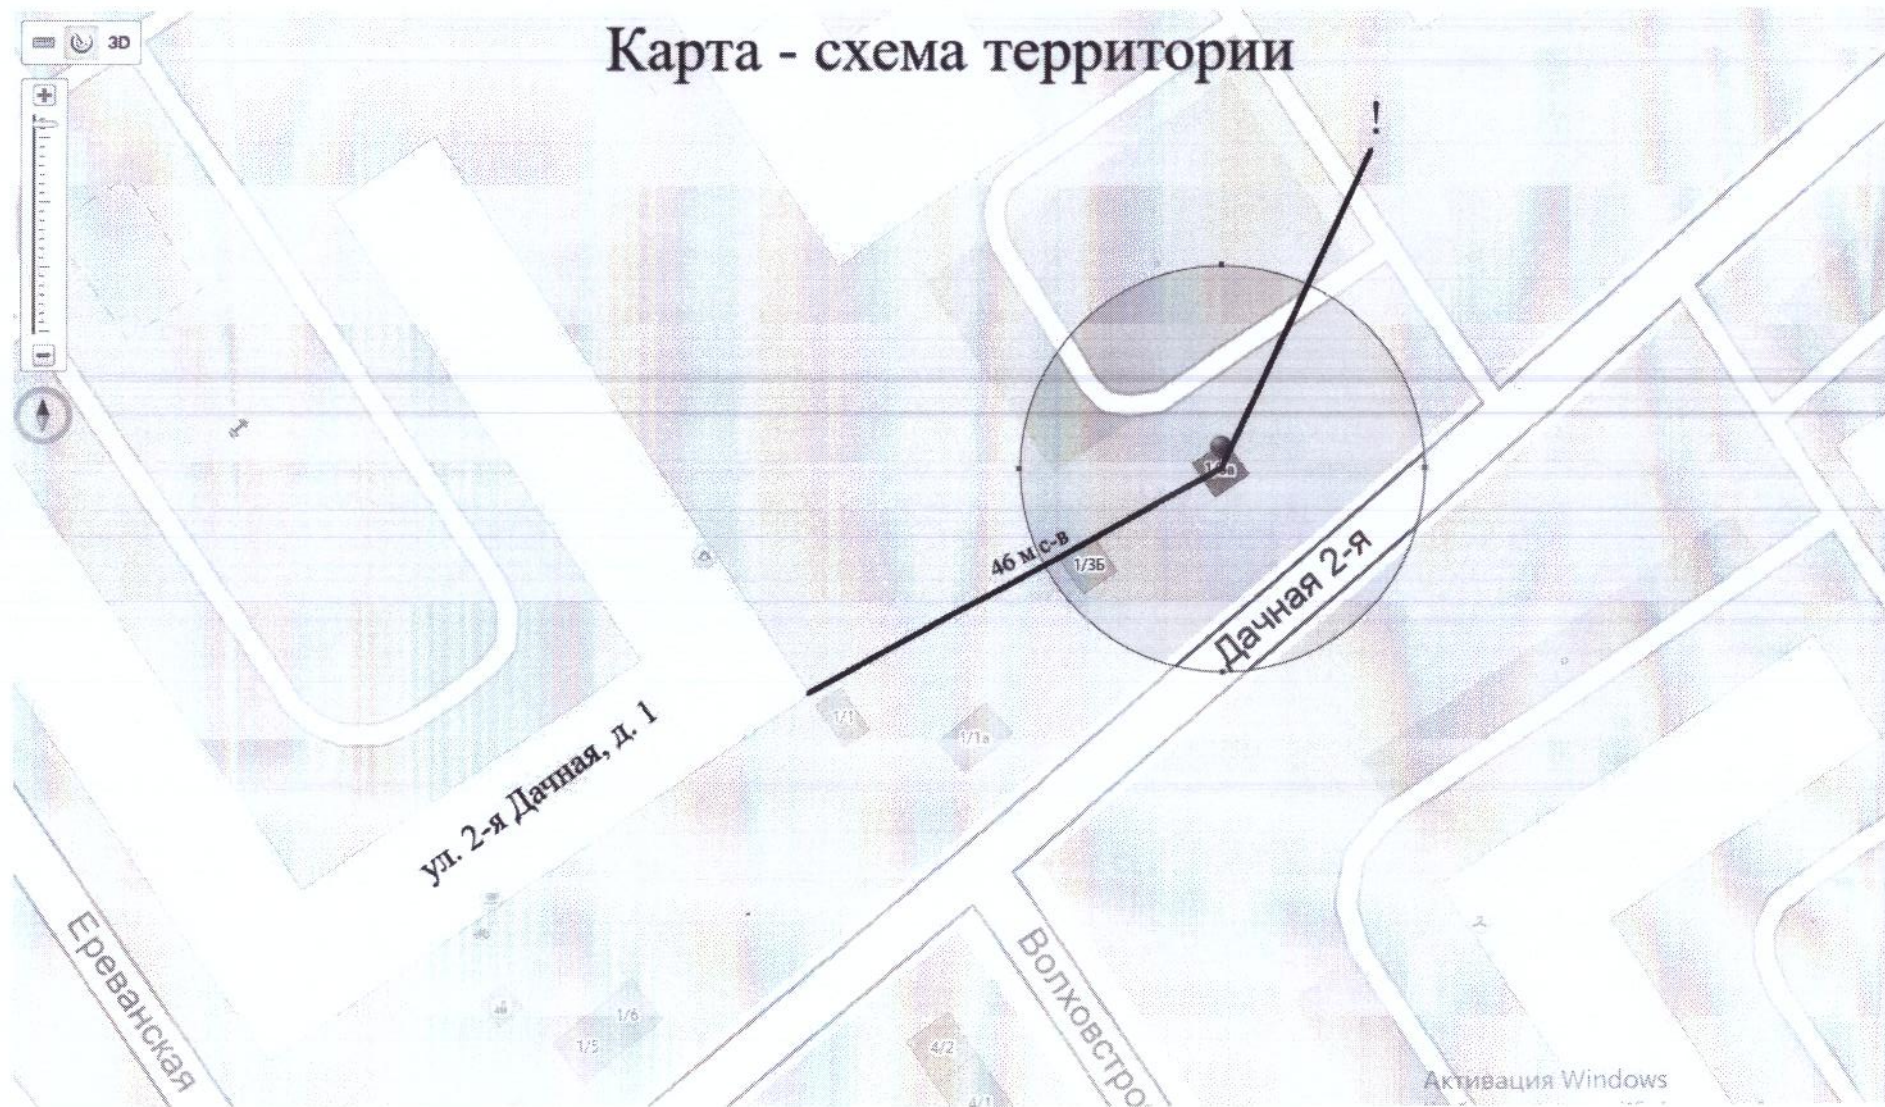 3D
Карта - схема территории
!
46 м с-в
1/3Б
Дачная 2-я
1/1
1/1а
ул. 2-я Дачная, д. 1
Ереванская
Волховстро
1/6
1/5
4/2
4/1
Активация Windows